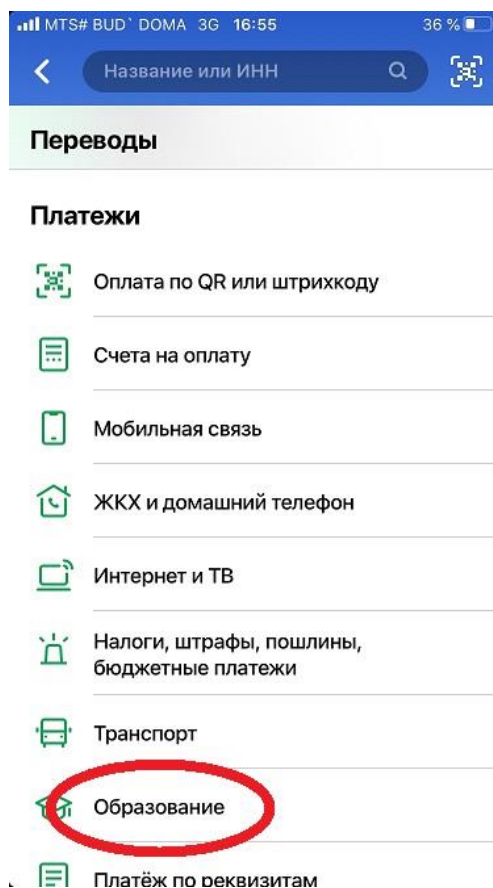 MTS# BUD` DOMA 3G 16:55 36 %
Название или ИНН
Переводы
Платежи
Оплата по QR или штрихкоду
Счета на оплату
Мобильная связь
ЖКХ и домашний телефон
Интернет и ТВ
Налоги, штрафы, пошлины,
бюджетные платежи
Транспорт
Образование
Платёж по реквизитам